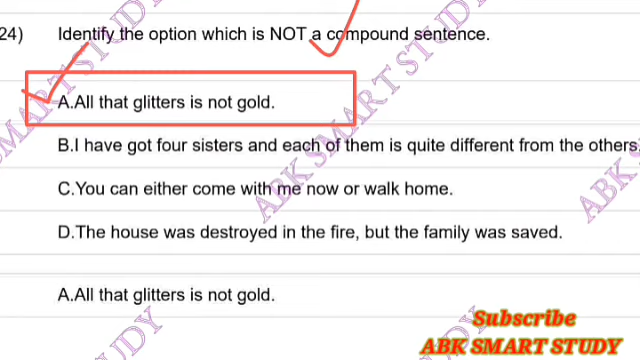 24) Identify the option which is NOT a compound sentence.
A.All that glitters is not gold.
B.I have got four sisters and each of them is quite different from the others.
C.You can either come with me now or walk home.
D.The house was destroyed in the fire, but the family was saved.
A.All that glitters is not gold.
Subscribe
ABK SMART STUDY